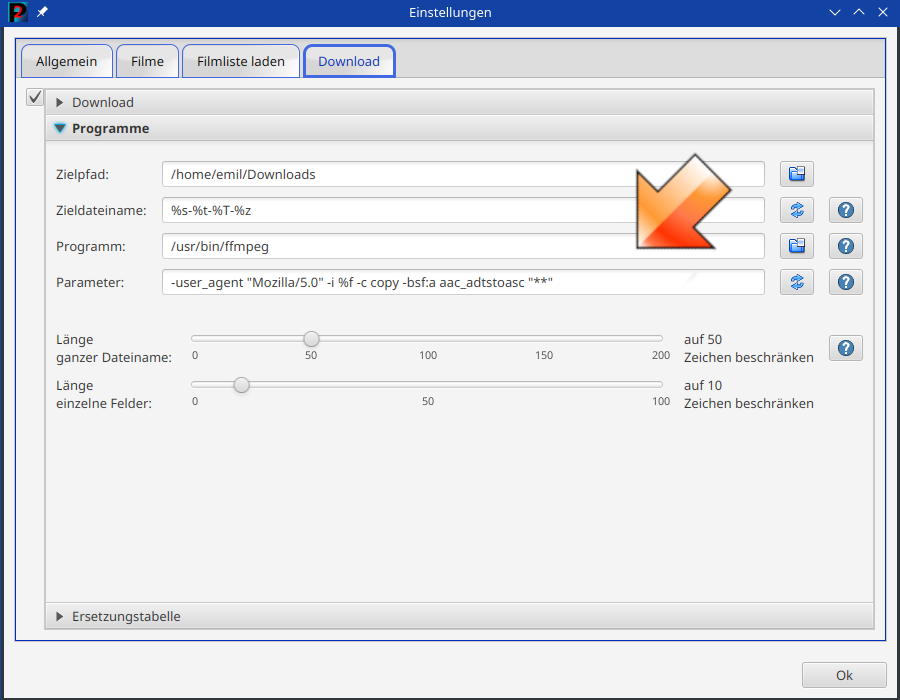 Einstellungen
Allgemein Filme Filmliste laden Download
Download
Programme
Zielpfad: /home/emil/Downloads
Zieldateiname: %s-%t-%T-%z
Programm: /usr/bin/ffmpeg
Parameter: -user_agent "Mozilla/5.0" -i %f -c copy -bsf:a aac_adtstoasc "**"
Länge
ganzer Dateiname:
0 50 100 150 200
auf 50
Zeichen beschränken
Länge
einzelne Felder:
0 50 100
auf 10
Zeichen beschränken
Ersetzungstabelle
Ok